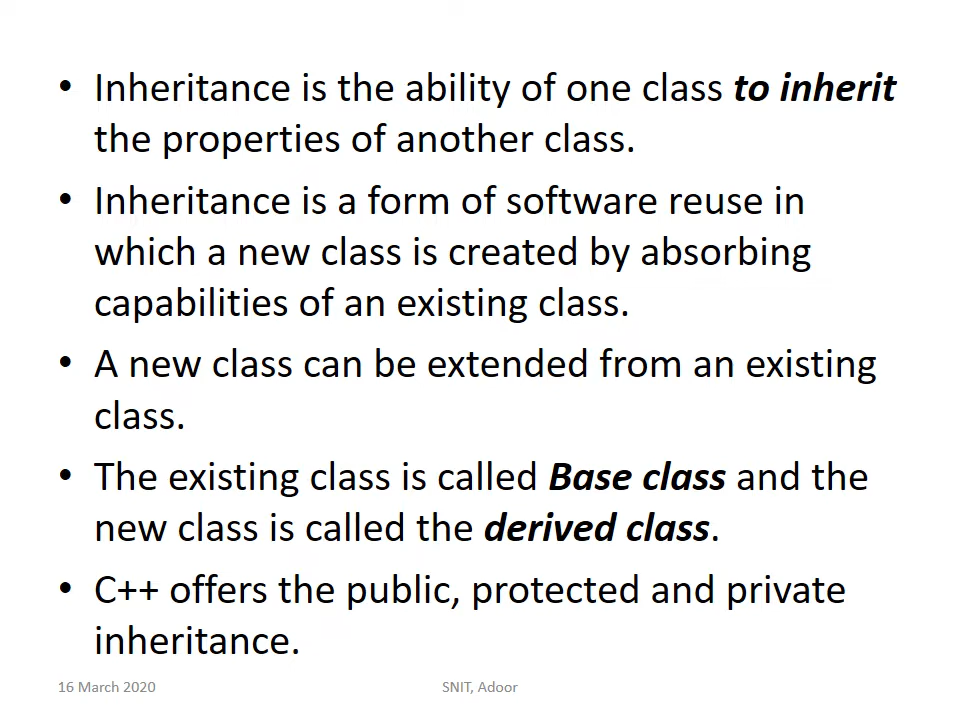 • Inheritance is the ability of one class to inherit
the properties of another class.
• Inheritance is a form of software reuse in
which a new class is created by absorbing
capabilities of an existing class.
• A new class can be extended from an existing
class.
• The existing class is called Base class and the
new class is called the derived class.
• C++ offers the public, protected and private
inheritance.
16 March 2020 SNIT, Adoor